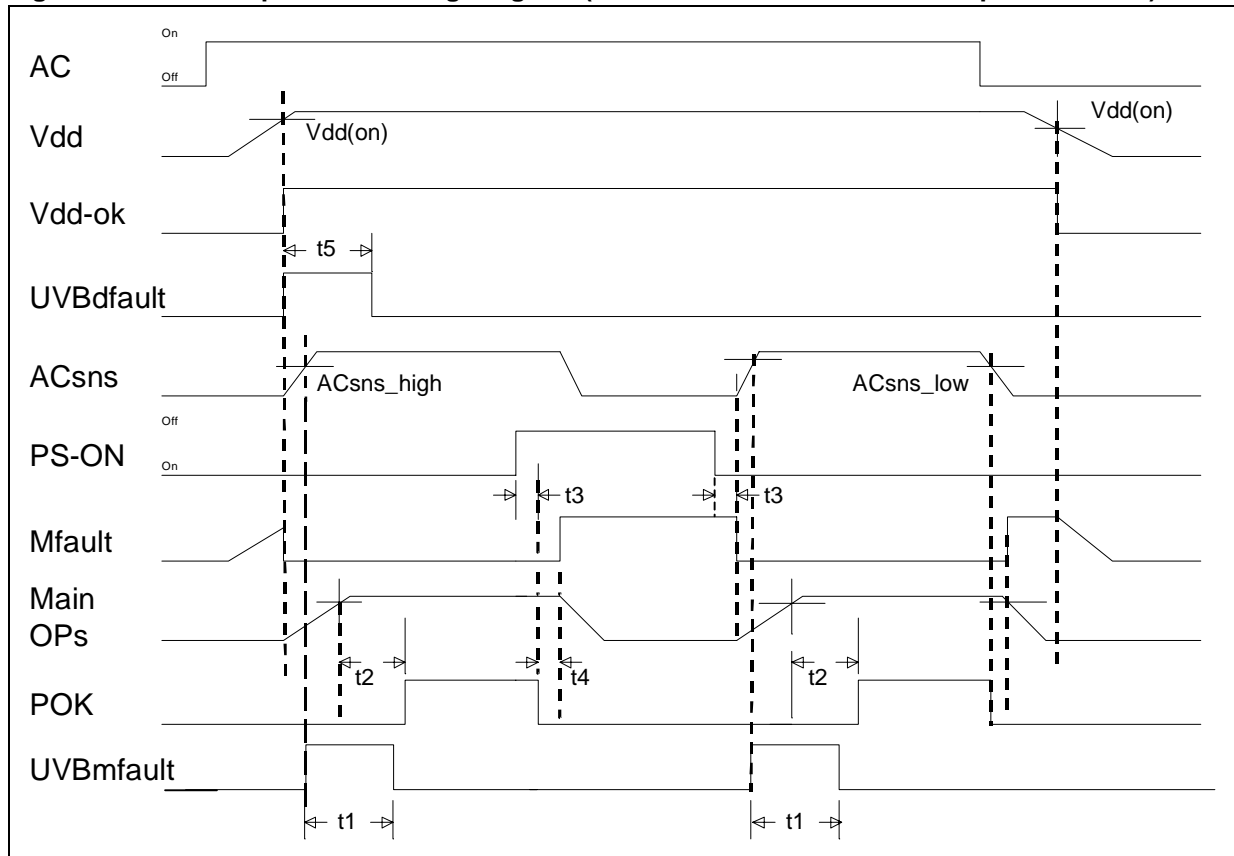 On
AC
Off
Vdd(on)
Vdd
Vdd(on)
Vdd-ok
t5
UVBdfault
ACsns
ACsns_high
ACsns_low
Off
PS-ON
On
t3
t3
Mfault
Main
OPs
t2
t4
t2
POK
UVBmfault
t1
t1